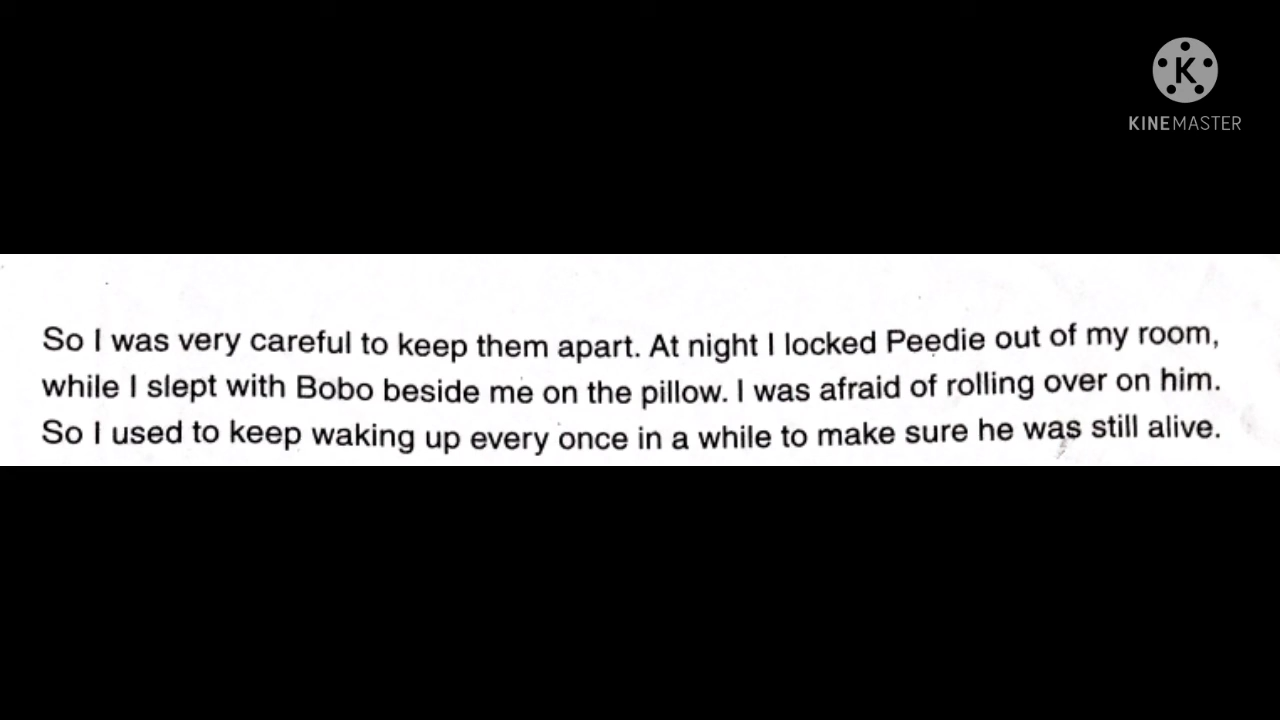 KINEMASTER
So I was very careful to keep them apart. At night I locked Peedie out of my room,
while I slept with Bobo beside me on the pillow. I was afraid of rolling over on him.
So I used to keep waking up every once in a while to make sure he was still alive.